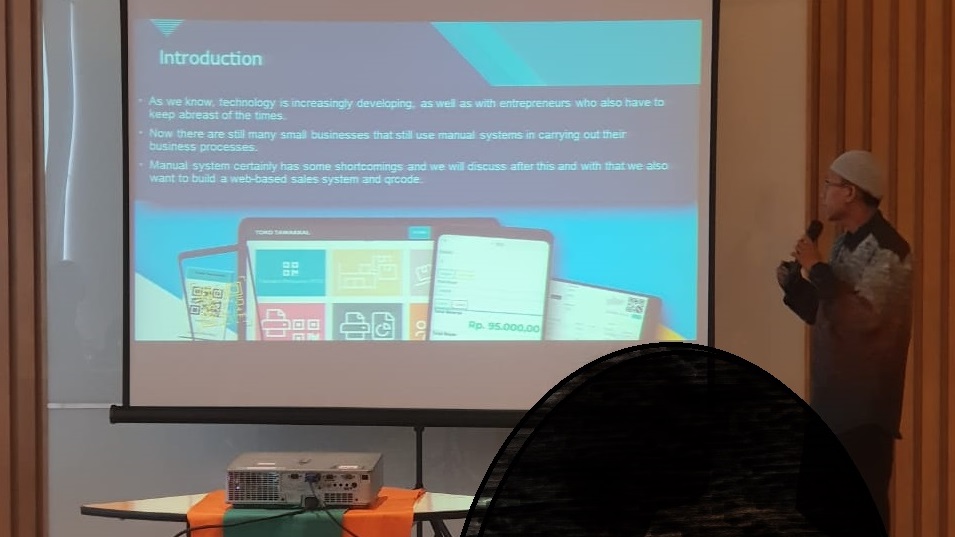 Introduction
As we know, technology is increasingly developing, as well as with entrepreneurs who also have to
keep abreast of the times.
Now there are still many small businesses that still use manual systems in carrying out their
business processes.
Manual system certainly has some shortcomings and we will discuss after this and with that we also
want to build a web-based sales system and qrcode.
TOKO TAWAKKAL
Rp. 95.000,00